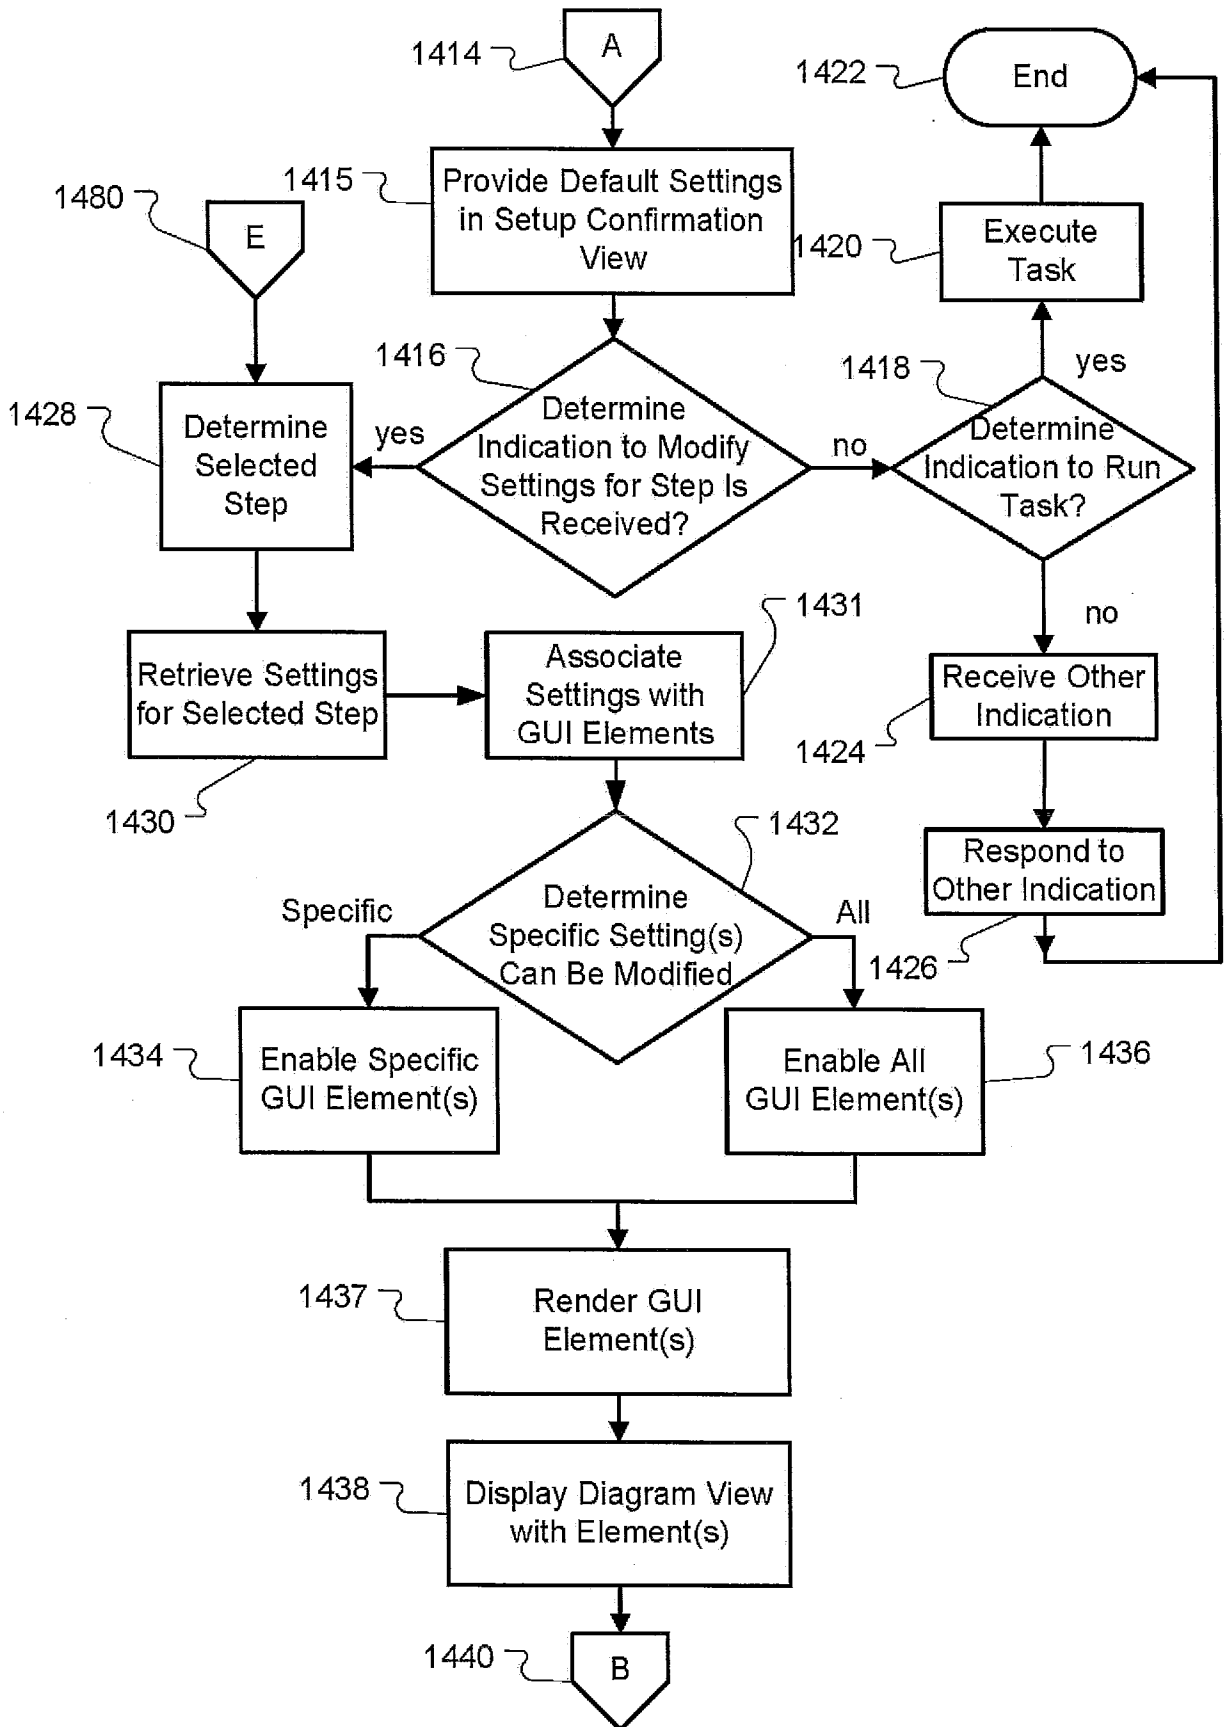 1414
A
1422
End
1480
E
1415
Provide Default Settings
in Setup Confirmation
View
1420
Execute
Task
1416
1418
yes
1428
Determine
Selected
Step
yes
Determine
Indication to Modify
Settings for Step Is
Received?
no
Determine
Indication to Run
Task?
1431
no
Retrieve Settings
for Selected Step
Associate
Settings with
GUI Elements
Receive Other
Indication
1424
1430
1432
Respond to
Other Indication
Specific
Determine
Specific Setting(s)
Can Be Modified
All
1426
1434
Enable Specific
GUI Element(s)
Enable All
GUI Element(s)
1436
1437
Render GUI
Element(s)
1438
Display Diagram View
with Element(s)
1440
B